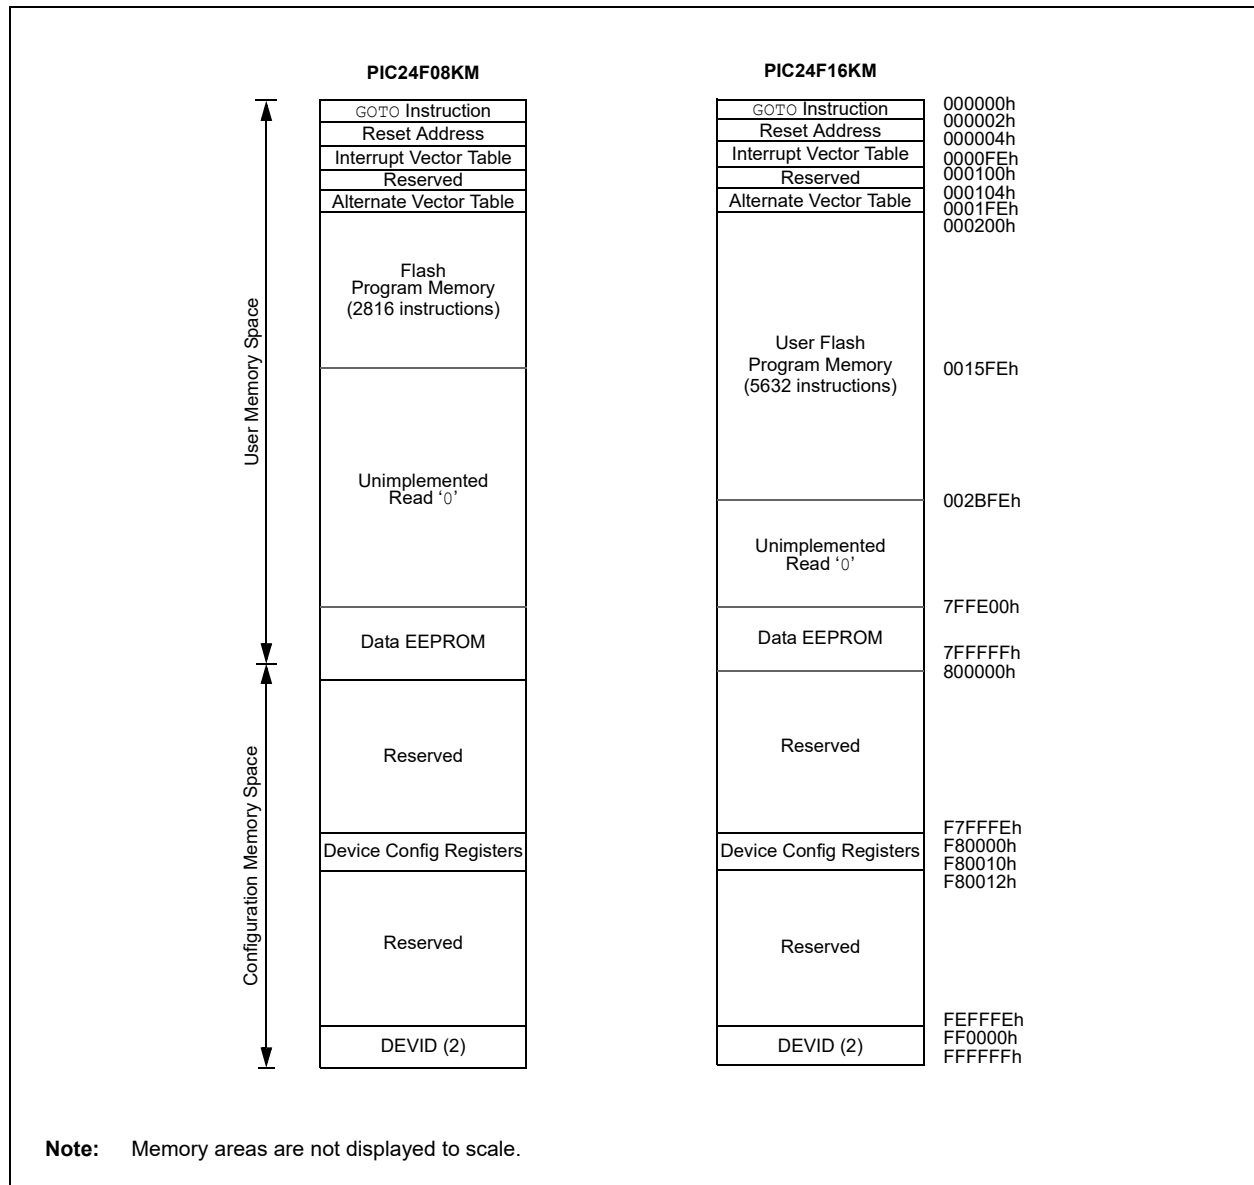 PIC24F08KM
GOTO Instruction
Reset Address
Interrupt Vector Table
Reserved
Alternate Vector Table
Flash
Program Memory
(2816 instructions)
Unimplemented
Read ‘0’
Data EEPROM
Reserved
Device Config Registers
Reserved
DEVID (2)
User Memory Space
Configuration Memory Space
PIC24F16KM
GOTO Instruction
Reset Address
Interrupt Vector Table
Reserved
Alternate Vector Table
User Flash
Program Memory
(5632 instructions)
Unimplemented
Read ‘0’
Data EEPROM
Reserved
Device Config Registers
Reserved
DEVID (2)
000000h
000002h
000004h
0000FEh
000100h
000104h
0001FEh
000200h
0015FEh
002BFEh
7FFE00h
7FFFFFh
800000h
F7FFFEh
F80000h
F80010h
F80012h
FEFFFEh
FF0000h
FFFFFFh
Note: Memory areas are not displayed to scale.